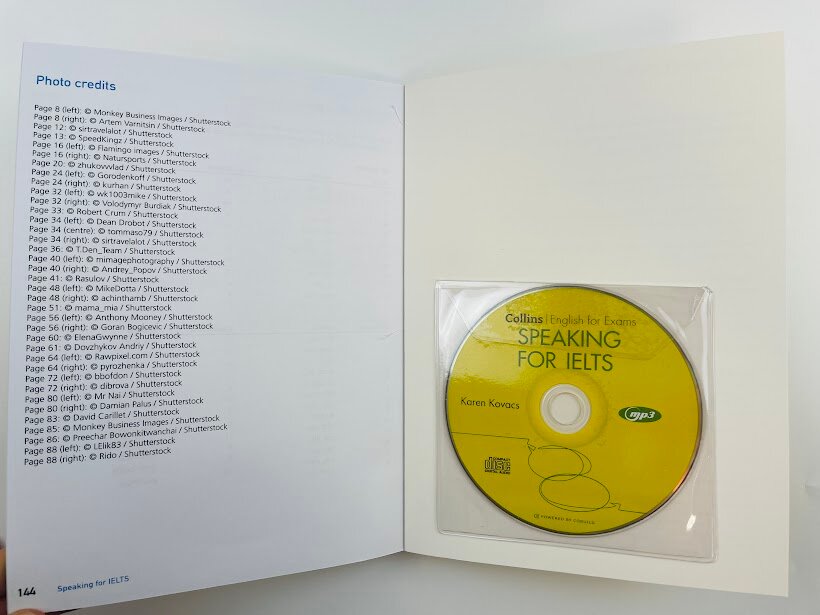 Photo credits
Page 8 (left): © Monkey Business Images / Shutterstock
Page 8 (right): © Artem Varnitsin / Shutterstock
Page 12: © sirtravelalot / Shutterstock
Page 13: © SpeedKingz / Shutterstock
Page 16 (left): © Flamingo images / Shutterstock
Page 16 (right): © Natursports / Shutterstock
Page 20: © zhukovvvlad / Shutterstock
Page 24 (left): © Gorodenkoff / Shutterstock
Page 24 (right): © kurhan / Shutterstock
Page 32 (left): © wk1003mike / Shutterstock
Page 32 (right): © Volodymyr Burdiak / Shutterstock
Page 33: © Robert Crum / Shutterstock
Page 34 (left): © Dean Drobot / Shutterstock
Page 34 (centre): © tommaso79 / Shutterstock
Page 34 (right): © sirtravelalot / Shutterstock
Page 36: © T.Den_Team / Shutterstock
Page 40 (left): © mimagephotography / Shutterstock
Page 40 (right): © Andrey_Popov / Shutterstock
Page 41: © Rasulov / Shutterstock
Page 48 (left): © MikeDotta / Shutterstock
Page 48 (right): © achinthamb / Shutterstock
Page 51: © mama_mia / Shutterstock
Page 56 (left): © Anthony Mooney / Shutterstock
Page 56 (right): © Goran Bogicevic / Shutterstock
Page 60: © ElenaGwynne / Shutterstock
Page 61: © Dovzhykov Andriy / Shutterstock
Page 64 (left): © Rawpixel.com / Shutterstock
Page 64 (right): © pyrozhenka / Shutterstock
Page 72 (left): © bbofdon / Shutterstock
Page 72 (right): © dibrova / Shutterstock
Page 80 (left): © Mr Nai / Shutterstock
Page 80 (right): © Damian Palus / Shutterstock
Page 83: © David Carillet / Shutterstock
Page 85: © Monkey Business Images / Shutterstock
Page 86: © Preechar Bowonkitwanchai / Shutterstock
Page 88 (left): © LElik83 / Shutterstock
Page 88 (right): © Rido / Shutterstock
144 Speaking for IELTS
Collins | English for Exams
SPEAKING
FOR IELTS
Karen Kovacs
mp3
COMPACT
disc
DIGITAL AUDIO
POWERED BY COBUILD